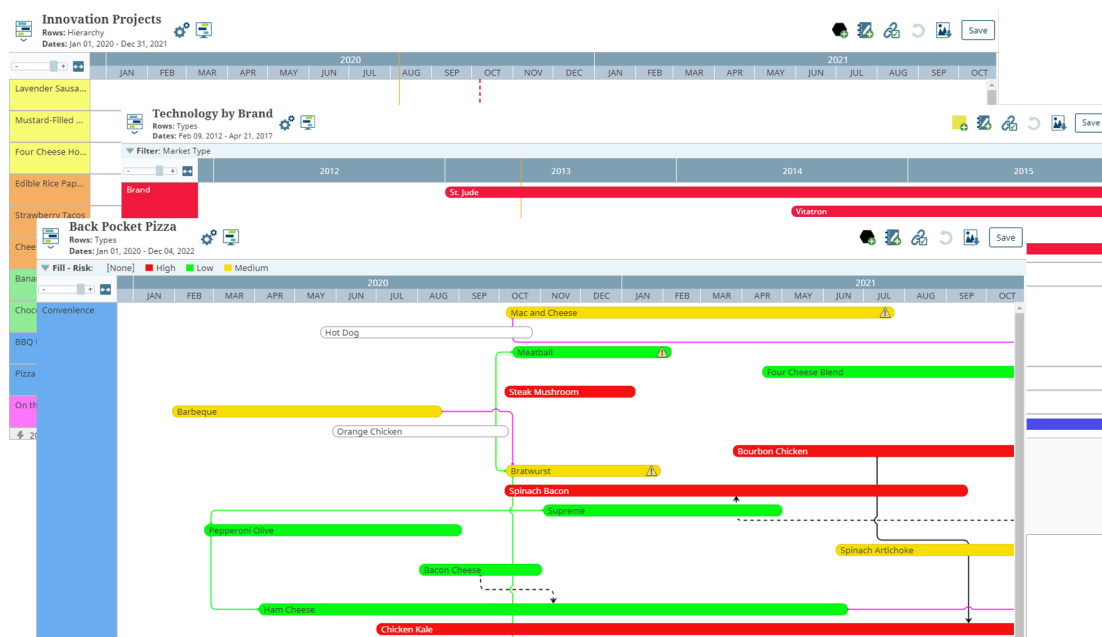 Innovation Projects
Rows: Hierarchy
Dates: Jan 01, 2020 - Dec 31, 2021
Save
- +
2020 2021
JAN FEB MAR APR MAY JUN JUL AUG SEP OCT NOV DEC JAN FEB MAR APR MAY JUN JUL AUG SEP OCT
Lavender Sausa...
Mustard-Filled ...
Four Cheese Ho...
Edible Rice Pap...
Strawberry Tacos
Technology by Brand
Rows: Types
Dates: Feb 09, 2012 - Apr 21, 2017
Save
Filter: Market Type
- +
2012 2013 2014 2015
Brand
St. Jude
Vitatron
BBQ
Pizza
On th
20
Back Pocket Pizza
Rows: Types
Dates: Jan 01, 2020 - Dec 04, 2022
Save
Fill - Risk: [None] High Low Medium
- +
2020 2021
JAN FEB MAR APR MAY JUN JUL AUG SEP OCT NOV DEC JAN FEB MAR APR MAY JUN JUL AUG SEP OCT
Convenience
Mac and Cheese
Hot Dog
Meatball
Four Cheese Blend
Steak Mushroom
Barbeque
Orange Chicken
Bourbon Chicken
Bratwurst
Spinach Bacon
Supreme
Pepperoni Olive
Spinach Artichoke
Bacon Cheese
Ham Cheese
Chicken Kale